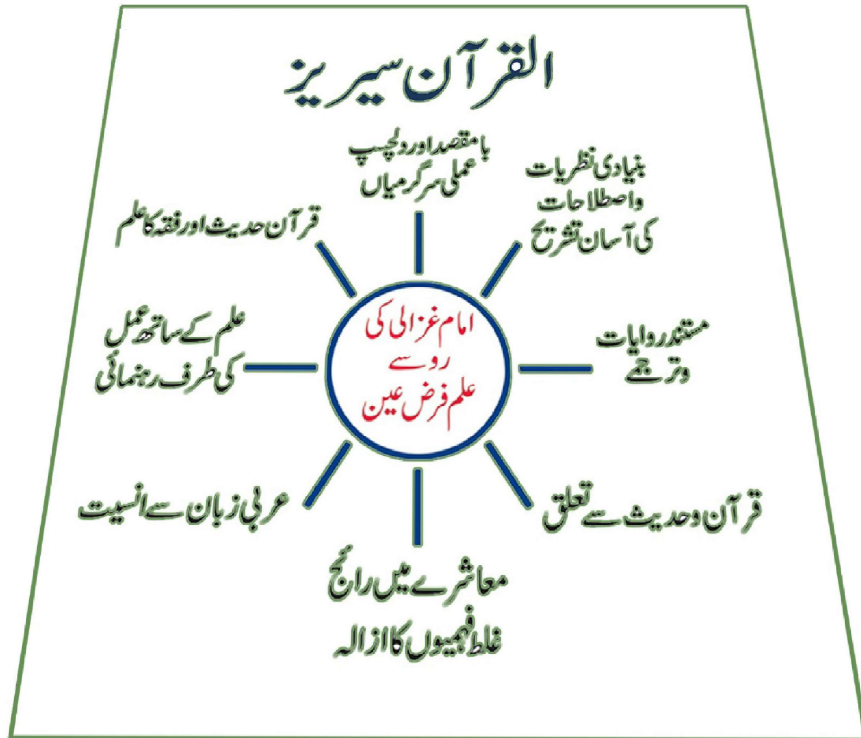 القرآن سیریز
بامقصد اور دلچسپ
عملی سرگرمیاں
بنیادی نظریات
واصطلاحات
کی آسان تشریح
قرآن حدیث اور فقہ کا علم
امام غزالی کی
رو سے
علم فرض عین
مستند روایات
وترجمے
علم کے ساتھ عمل
کی طرف رہنمائی
قرآن وحدیث سے تعلق
عربی زبان سے انسیت
معاشرے میں رائج
غلط فہمیوں کا ازالہ